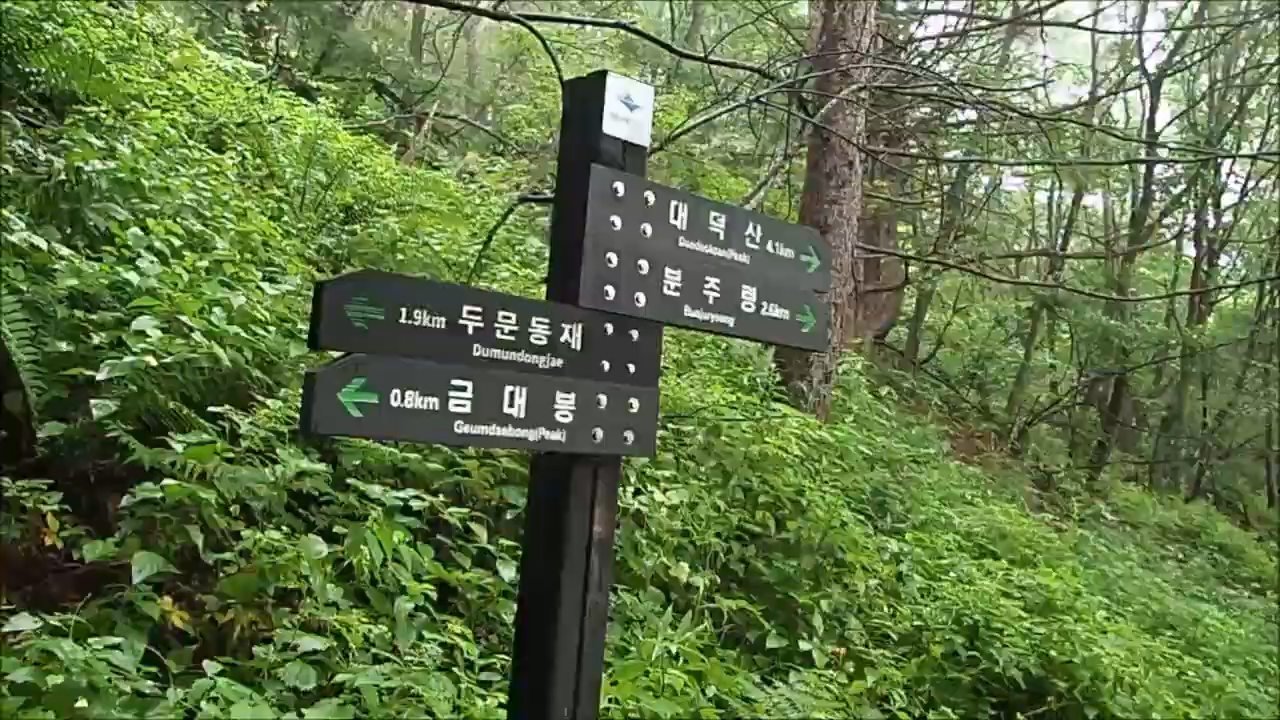 대덕산 4.1km
Daedeoksan(Peak)
분주령 2.6km
Bunjuryeong
1.9km 두문동재
Dumundongjae
0.8km 금대봉
Geumdaebong(Peak)